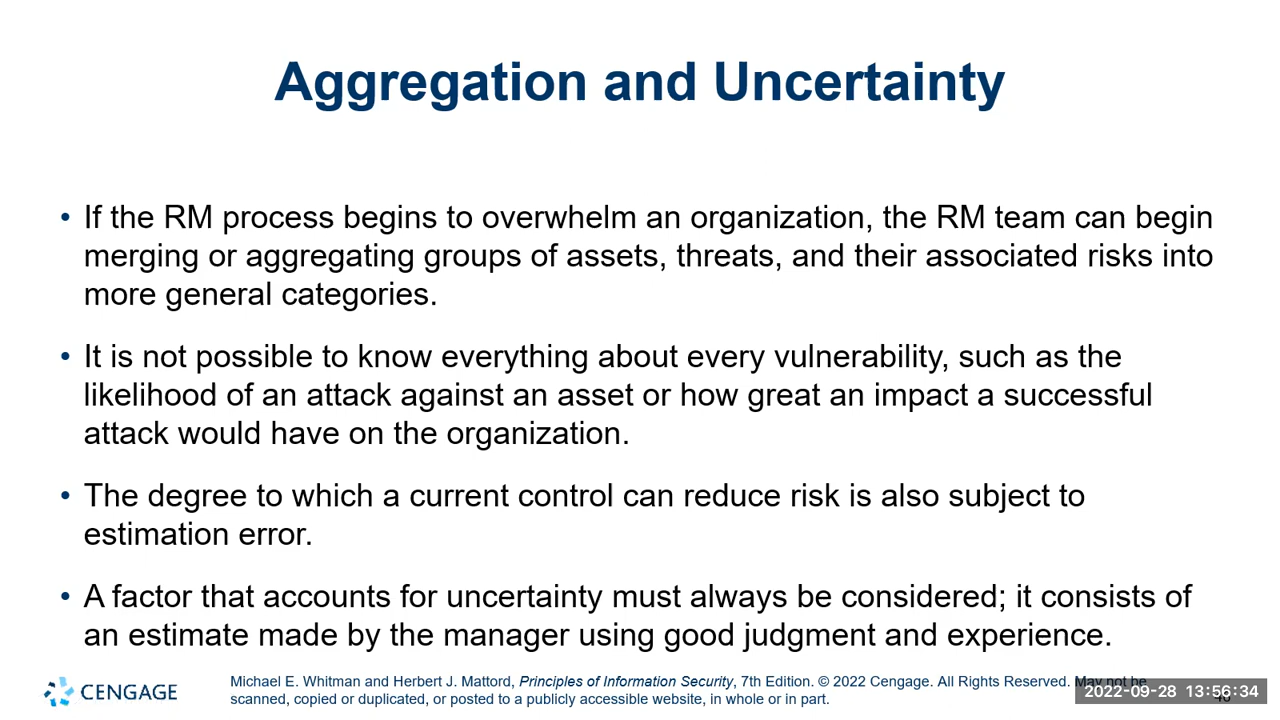 Aggregation and Uncertainty
• If the RM process begins to overwhelm an organization, the RM team can begin
merging or aggregating groups of assets, threats, and their associated risks into
more general categories.
• It is not possible to know everything about every vulnerability, such as the
likelihood of an attack against an asset or how great an impact a successful
attack would have on the organization.
• The degree to which a current control can reduce risk is also subject to
estimation error.
• A factor that accounts for uncertainty must always be considered; it consists of
an estimate made by the manager using good judgment and experience.
CENGAGE
Michael E. Whitman and Herbert J. Mattord, Principles of Information Security, 7th Edition. © 2022 Cengage. All Rights Reserved. May not be
scanned, copied or duplicated, or posted to a publicly accessible website, in whole or in part.
2022-09-28 13:56:34